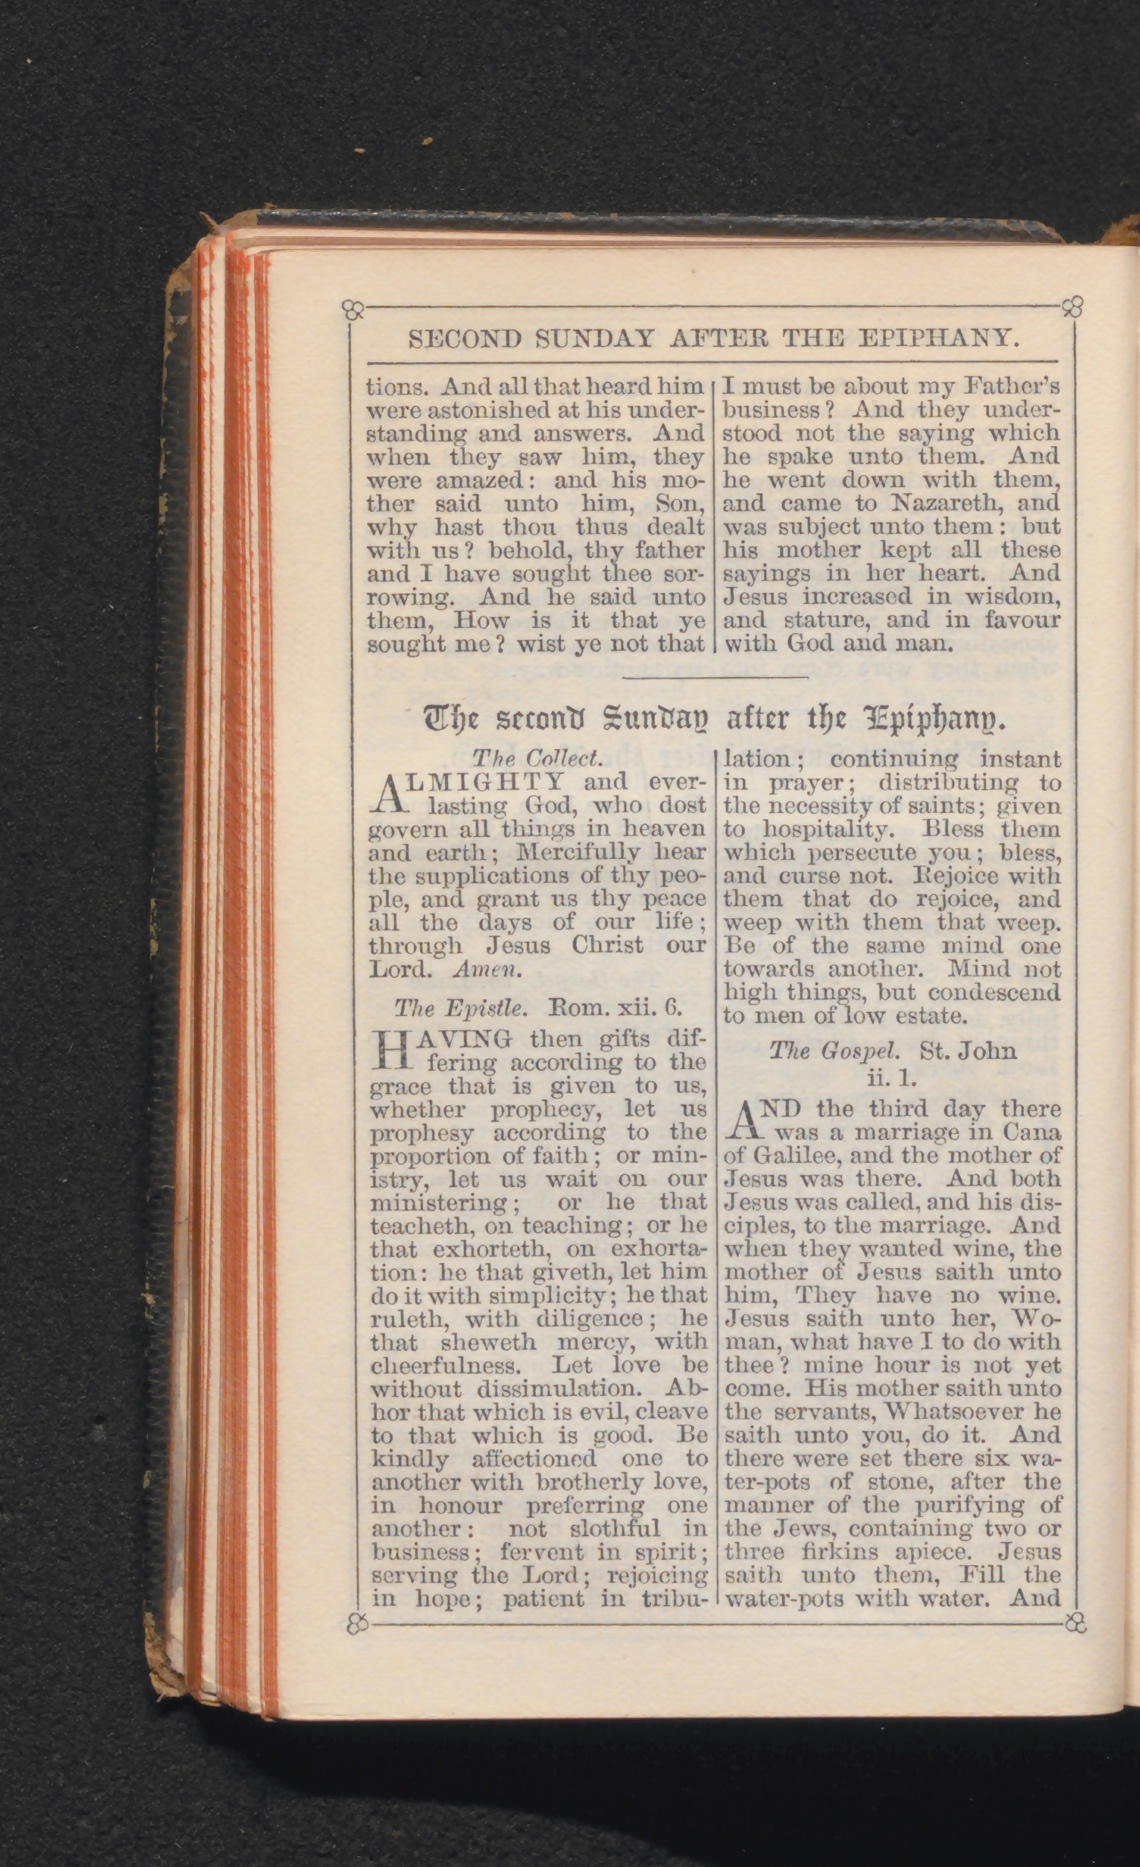 SECOND SUNDAY AFTER THE EPIPHANY.
tions. And all that heard him
were astonished at his under-
standing and answers. And
when they saw him, they
were amazed: and his mo-
ther said unto him, Son,
why hast thou thus dealt
with us? behold, thy father
and I have sought thee sor-
rowing. And he said unto
them, How is it that ye
sought me? wist ye not that
I must be about my Father's
business? And they under-
stood not the saying which
he spake unto them. And
he went down with them,
and came to Nazareth, and
was subject unto them: but
his mother kept all these
sayings in her heart. And
Jesus increased in wisdom,
and stature, and in favour
with God and man.
The second Sunday after the Epiphany.
The Collect.
ALMIGHTY and ever-
lasting God, who dost
govern all things in heaven
and earth; Mercifully hear
the supplications of thy peo-
ple, and grant us thy peace
all the days of our life;
through Jesus Christ our
Lord. Amen.
The Epistle. Rom. xii. 6.
HAVING then gifts dif-
fering according to the
grace that is given to us,
whether prophecy, let us
prophesy according to the
proportion of faith; or min-
istry, let us wait on our
ministering; or he that
teacheth, on teaching; or he
that exhorteth, on exhorta-
tion: he that giveth, let him
do it with simplicity; he that
ruleth, with diligence; he
that sheweth mercy, with
cheerfulness. Let love be
without dissimulation. Ab-
hor that which is evil, cleave
to that which is good. Be
kindly affectioned one to
another with brotherly love,
in honour preferring one
another: not slothful in
business; fervent in spirit;
serving the Lord; rejoicing
in hope; patient in tribu-
lation; continuing instant
in prayer; distributing to
the necessity of saints; given
to hospitality. Bless them
which persecute you; bless,
and curse not. Rejoice with
them that do rejoice, and
weep with them that weep.
Be of the same mind one
towards another. Mind not
high things, but condescend
to men of low estate.
The Gospel. St. John
ii. 1.
AND the third day there
was a marriage in Cana
of Galilee, and the mother of
Jesus was there. And both
Jesus was called, and his dis-
ciples, to the marriage. And
when they wanted wine, the
mother of Jesus saith unto
him, They have no wine.
Jesus saith unto her, Wo-
man, what have I to do with
thee? mine hour is not yet
come. His mother saith unto
the servants, Whatsoever he
saith unto you, do it. And
there were set there six wa-
ter-pots of stone, after the
manner of the purifying of
the Jews, containing two or
three firkins apiece. Jesus
saith unto them, Fill the
water-pots with water. And